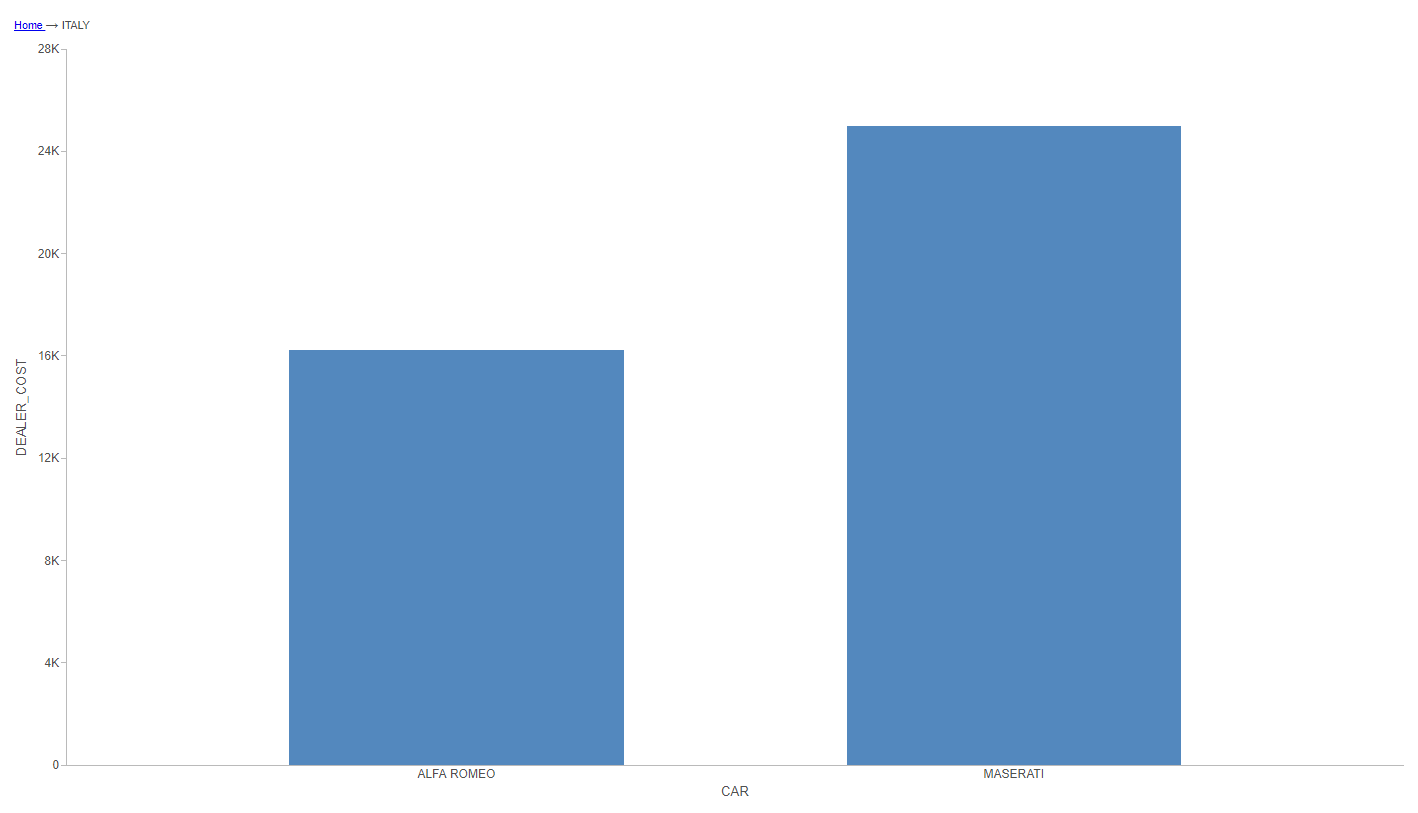 Home → ITALY
28K
24K
20K
16K
12K
8K
4K
0
DEALER_COST
ALFA ROMEO MASERATI
CAR